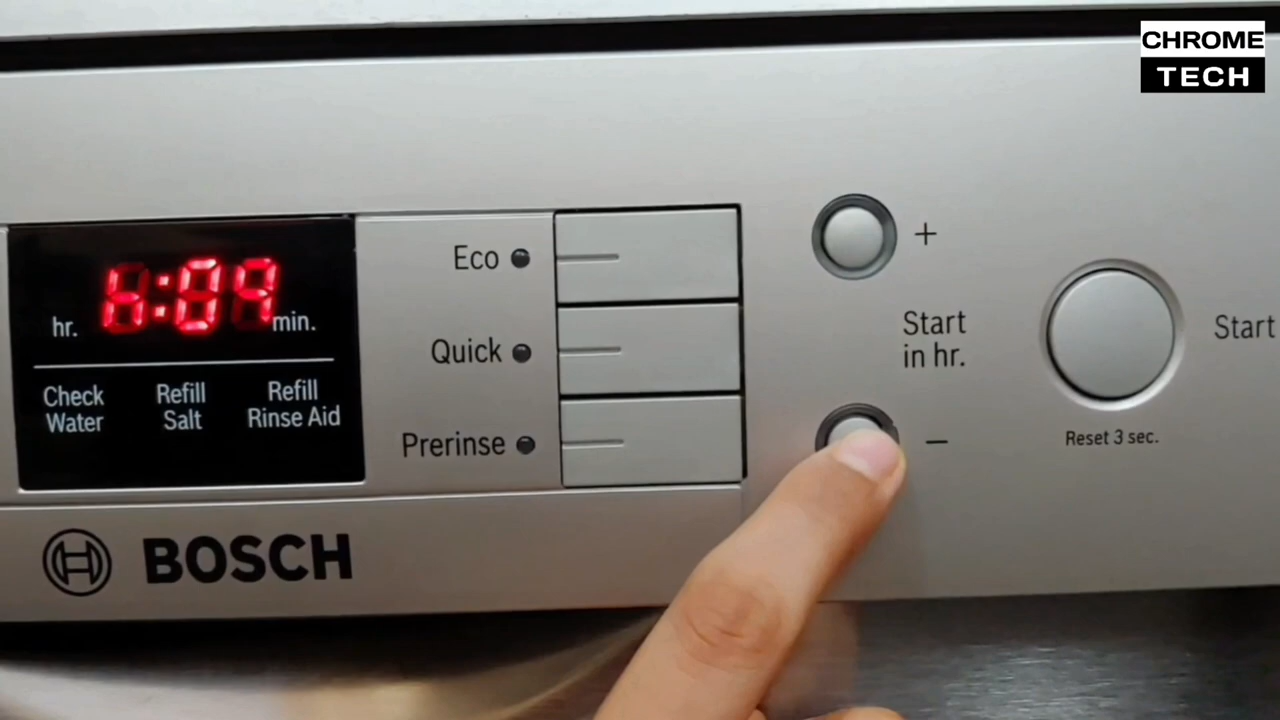 CHROME
TECH
Eco
+
hr.
min.
Quick
Start
in hr.
Start
Check
Water
Refill
Salt
Refill
Rinse Aid
Prerinse
−
Reset 3 sec.
BOSCH